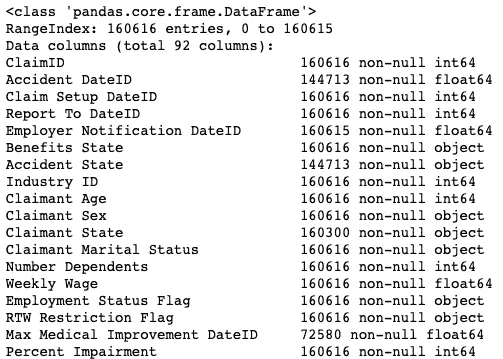 <class 'pandas.core.frame.DataFrame'>
RangeIndex: 160616 entries, 0 to 160615
Data columns (total 92 columns):
ClaimID 160616 non-null int64
Accident DateID 144713 non-null float64
Claim Setup DateID 160616 non-null int64
Report To DateID 160616 non-null int64
Employer Notification DateID 160615 non-null float64
Benefits State 160616 non-null object
Accident State 144713 non-null object
Industry ID 160616 non-null int64
Claimant Age 160616 non-null int64
Claimant Sex 160616 non-null object
Claimant State 160300 non-null object
Claimant Marital Status 160616 non-null object
Number Dependents 160616 non-null int64
Weekly Wage 160616 non-null float64
Employment Status Flag 160616 non-null object
RTW Restriction Flag 160616 non-null object
Max Medical Improvement DateID 72580 non-null float64
Percent Impairment 160616 non-null int64